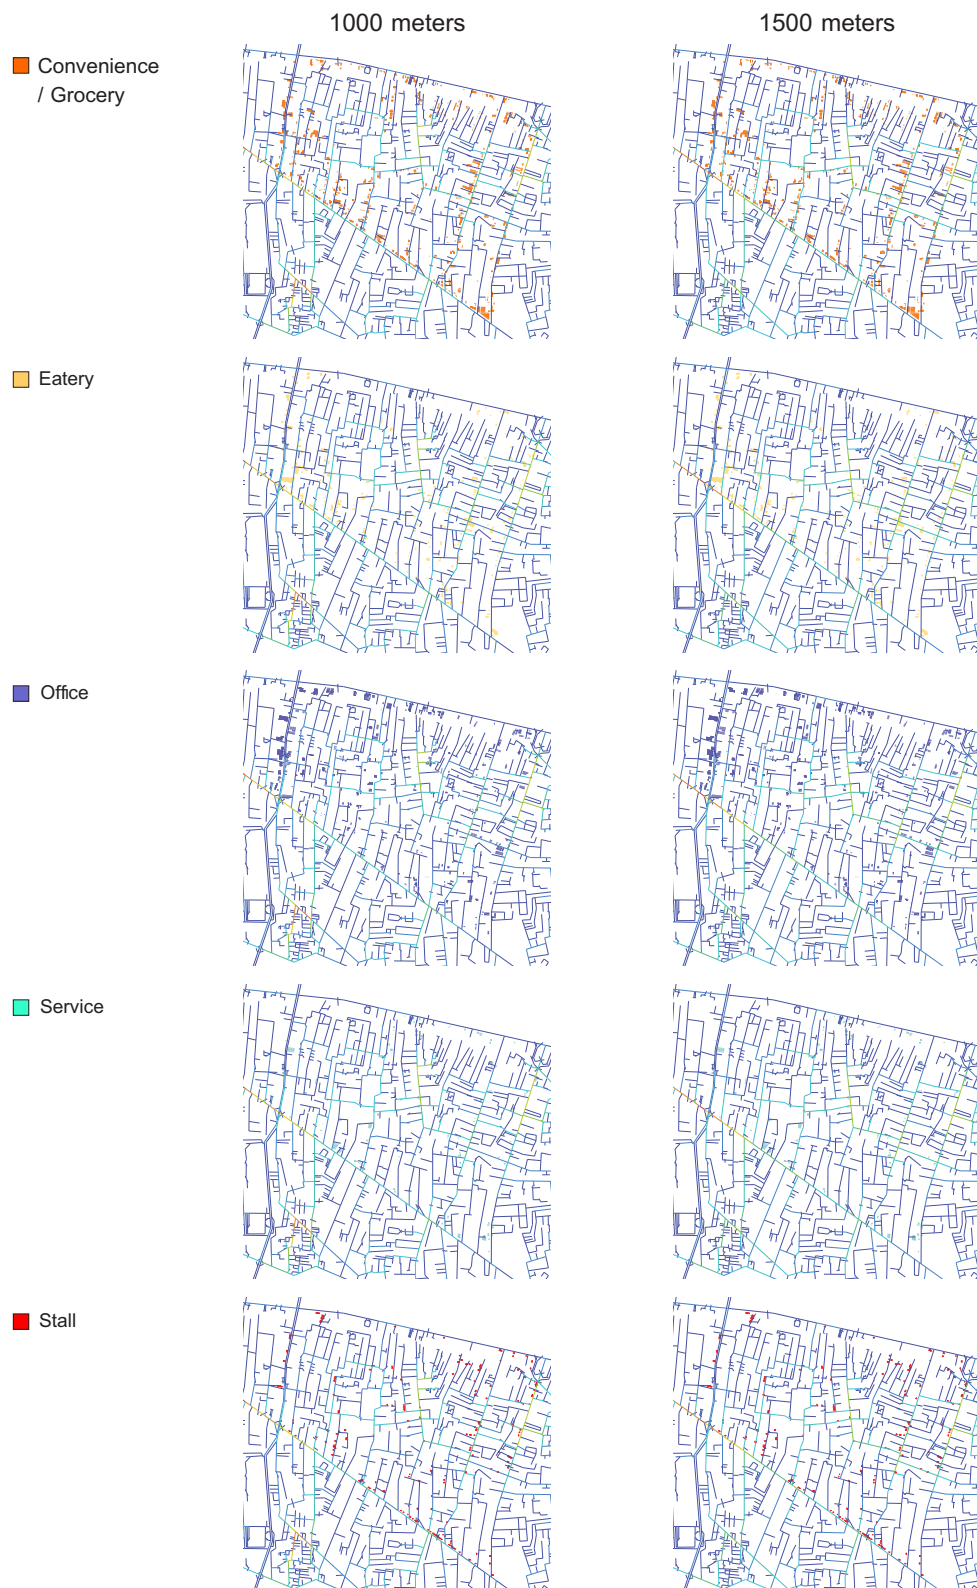 1000 meters
1500 meters
Convenience
/ Grocery
Eatery
Office
Service
Stall